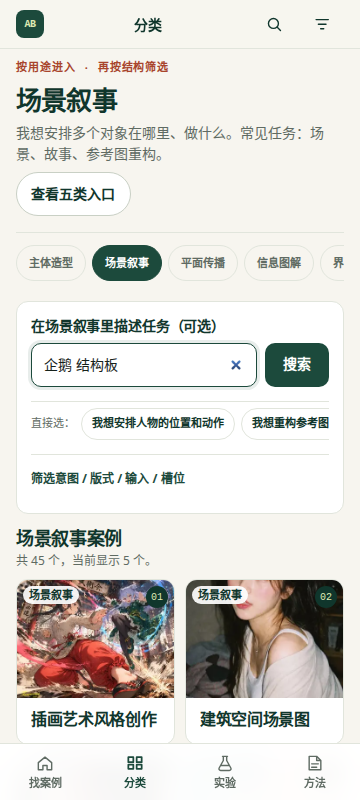 AB
分类
按用途进入 · 再按结构筛选
场景叙事
我想安排多个对象在哪里、做什么。常见任务：场
景、故事、参考图重构。
查看五类入口
主体造型
场景叙事
平面传播
信息图解
界
在场景叙事里描述任务（可选）
企鹅 结构板
搜索
直接选：
我想安排人物的位置和动作
我想重构参考图
筛选意图 / 版式 / 输入 / 槽位
场景叙事案例
共 45 个，当前显示 5 个。
场景叙事
01
场景叙事
02
插画艺术风格创作
建筑空间场景图
找案例
分类
实验
方法